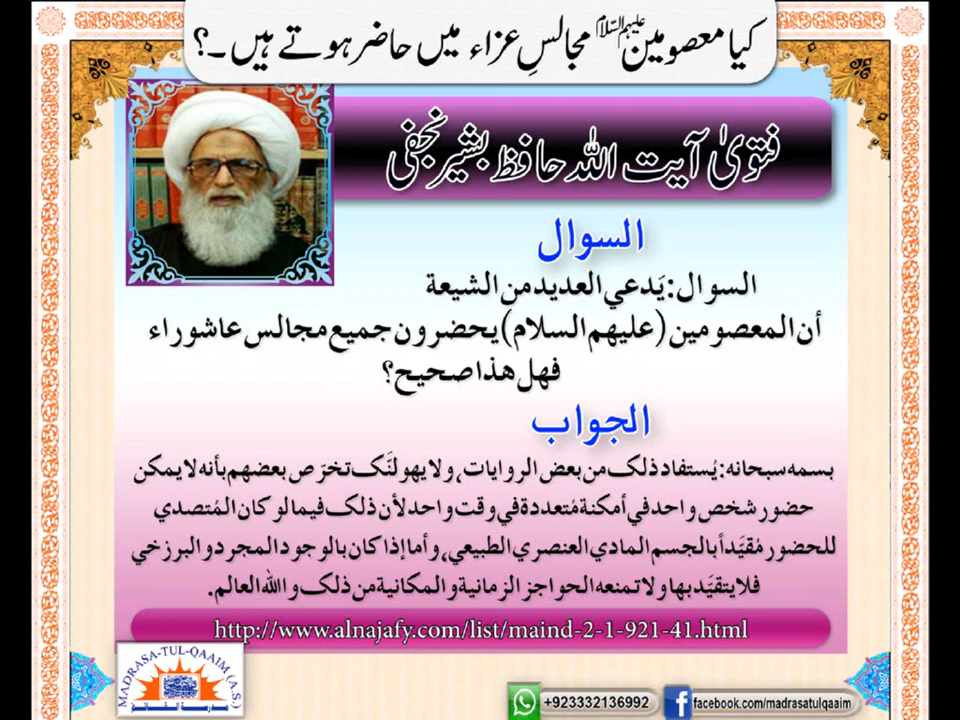 کیا معصومین علیہم السلام مجالسِ عزاء میں حاضر ہوتے ہیں۔؟
فتویٰ آیت اللہ حافظ بشیر نجفی
السوال
السوال: یَدعي العدید من الشیعة
أن المعصومین (علیهم السلام) یحضرون جمیع مجالس عاشوراء
فهل هذا صحیح؟
الجواب
بسمه سبحانه: یُستفاد ذلک من بعض الروایات، ولا یهولنَّک تخرّص بعضهم بأنه لا یمکن
حضور شخص واحد في أمکنة مُتعددة في وقت واحد لأن ذلک فیما لو کان المُتصدي
للحضور مُقیَّداً بالجسم المادي العنصري الطبیعي، وأما إذا کان بالوجود المجرد والبرزخي
فلا یتقیَّد بها ولا تمنعه الحواجز الزمانیة والمکانیة من ذلک واالله العالم.
http://www.alnajafy.com/list/maind-2-1-921-41.html
MADRASA-TUL-QAAIM (A.S)
مدرسة القائم
+923332136992
facebook.com/madrasatulqaaim